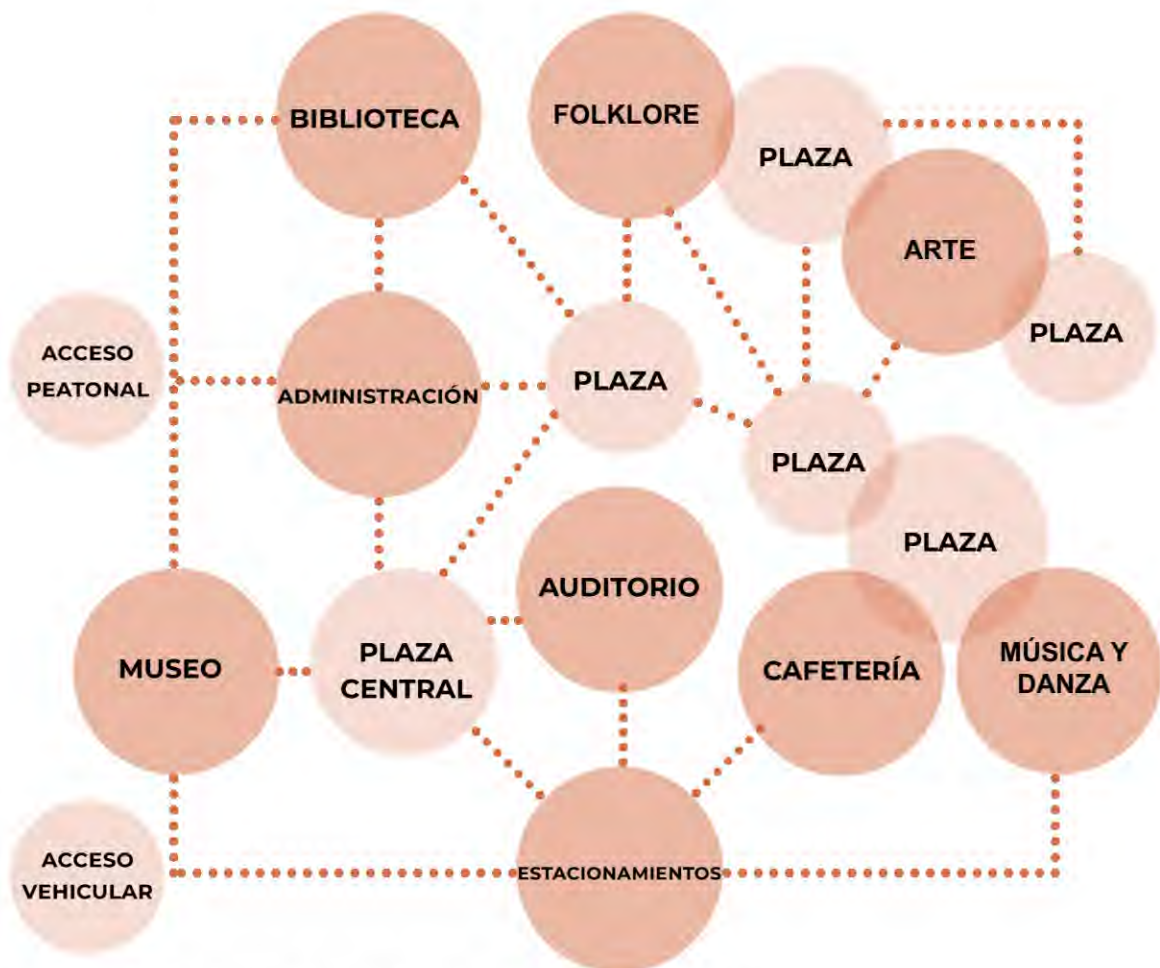 BIBLIOTECA
FOLKLORE
PLAZA
ARTE
PLAZA
ACCESO
PEATONAL
ADMINISTRACIÓN
PLAZA
PLAZA
PLAZA
AUDITORIO
MUSEO
PLAZA
CENTRAL
CAFETERÍA
MÚSICA Y
DANZA
ACCESO
VEHICULAR
ESTACIONAMIENTOS